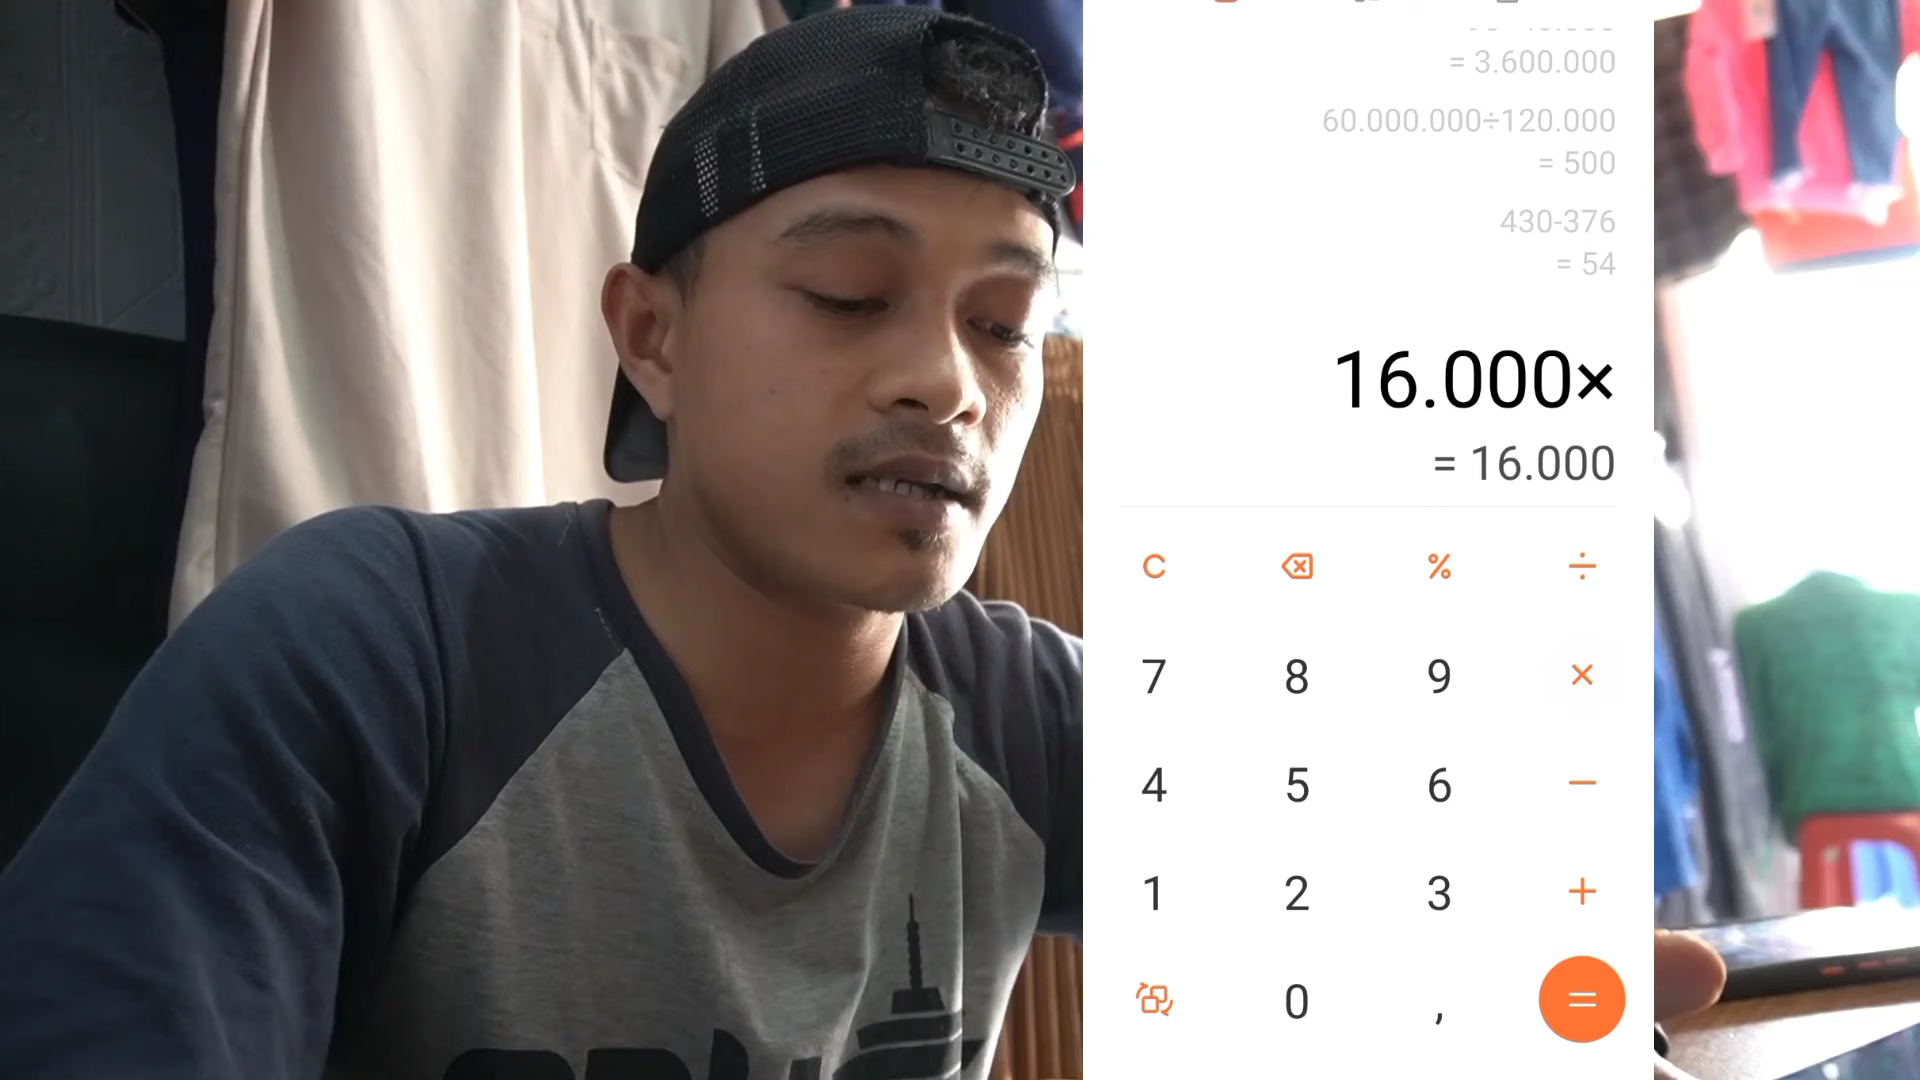 = 3.600.000
60.000.000÷120.000
= 500
430-376
= 54
16.000×
= 16.000
C % ÷
7 8 9 ×
4 5 6 −
1 2 3 +
0 , =